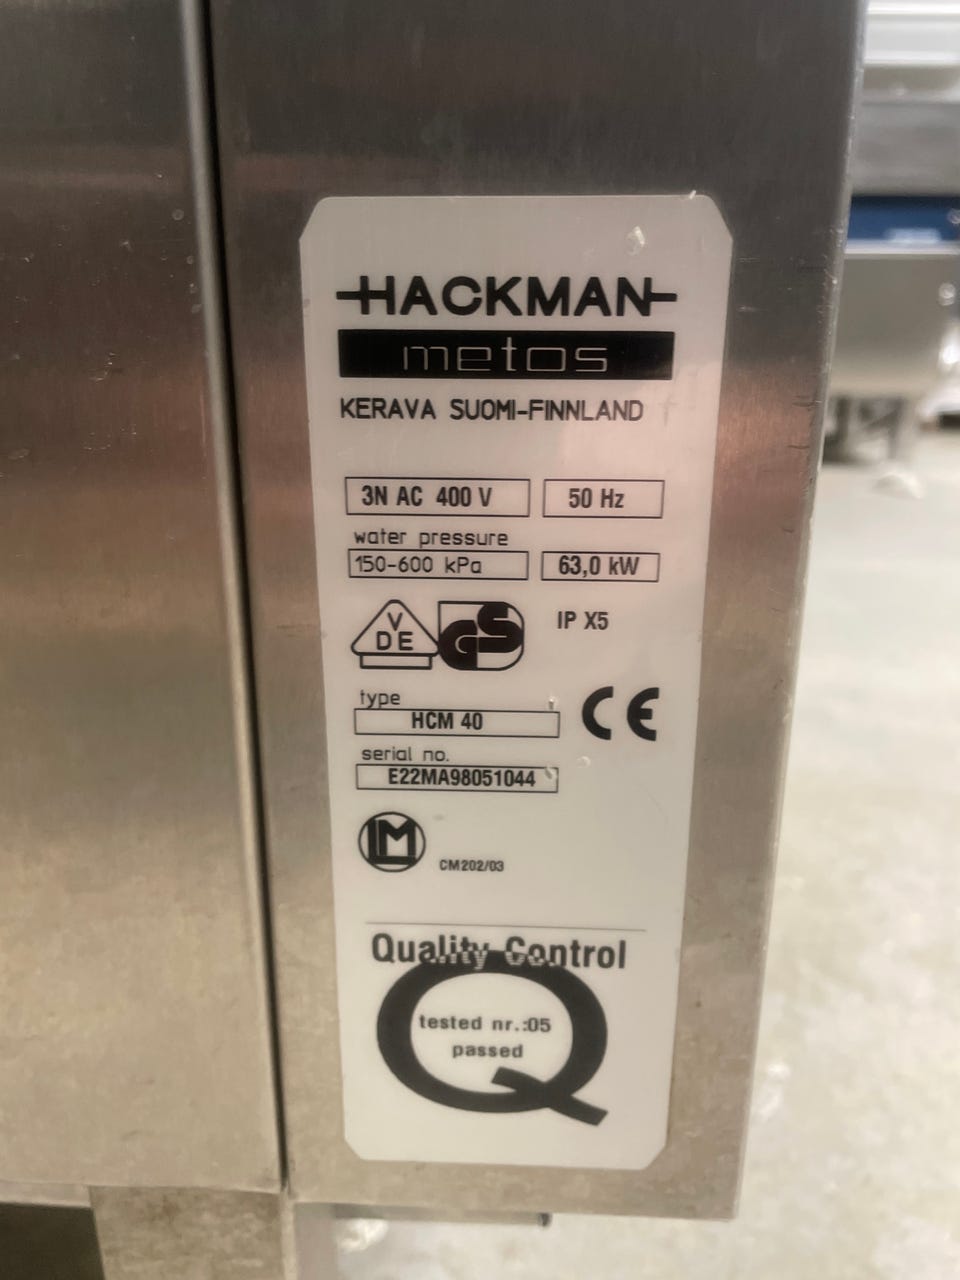 HACKMAN
metos
KERAVA SUOMI-FINNLAND
3N AC 400 V 50 Hz
water pressure
150-600 kPa 63,0 kW
VDE GS IP X5
type
HCM 40 CE
serial no.
E22MA98051044
LM
CM202/03
Quality Control
Q
tested nr.:05
passed